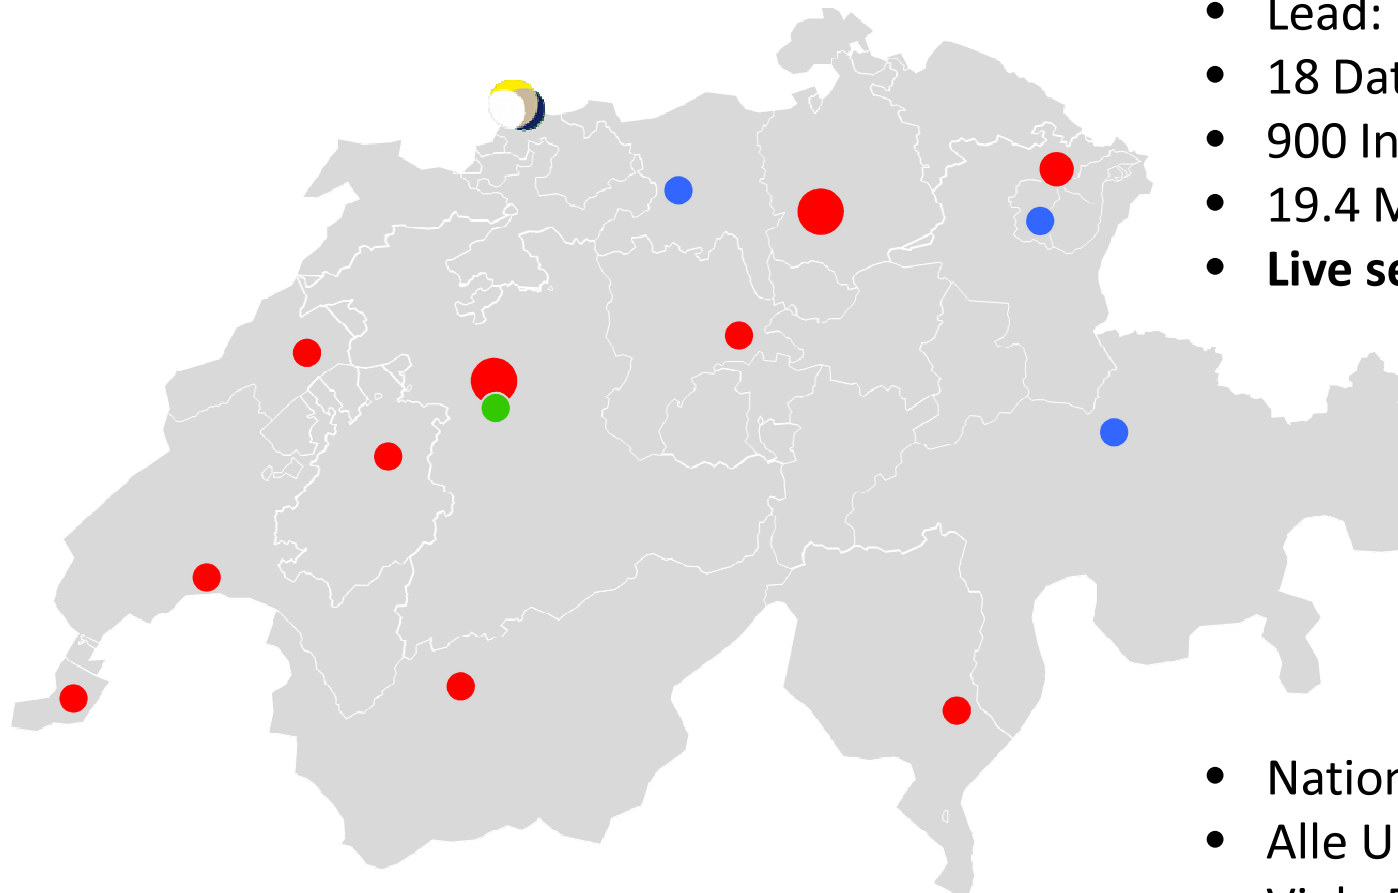 • Lead:
• 18 Dat
• 900 In
• 19.4 M
• Live se
• Nation
• Alle U